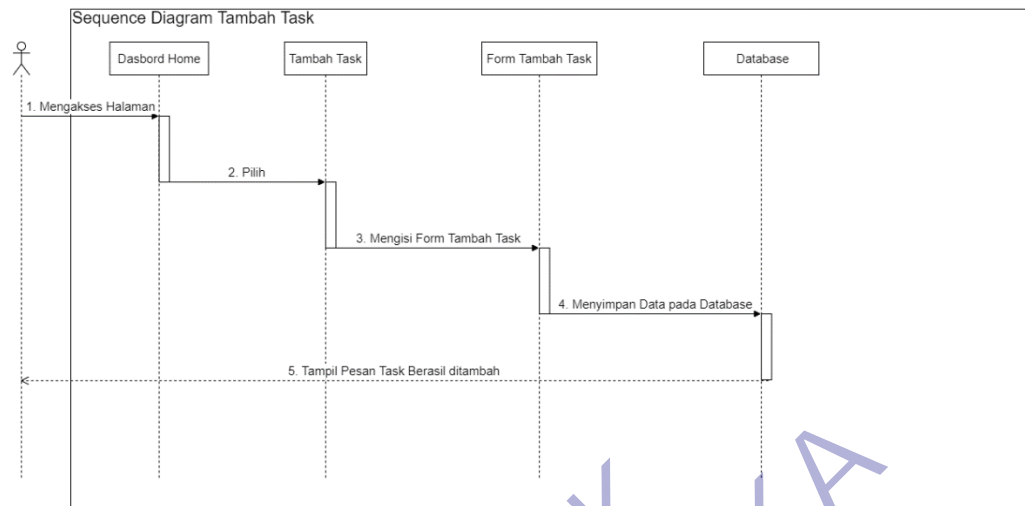 Sequence Diagram Tambah Task
Dasbord Home
Tambah Task
Form Tambah Task
Database
1. Mengakses Halaman
2. Pilih
3. Mengisi Form Tambah Task
4. Menyimpan Data pada Database
5. Tampil Pesan Task Berasil ditambah
K
A